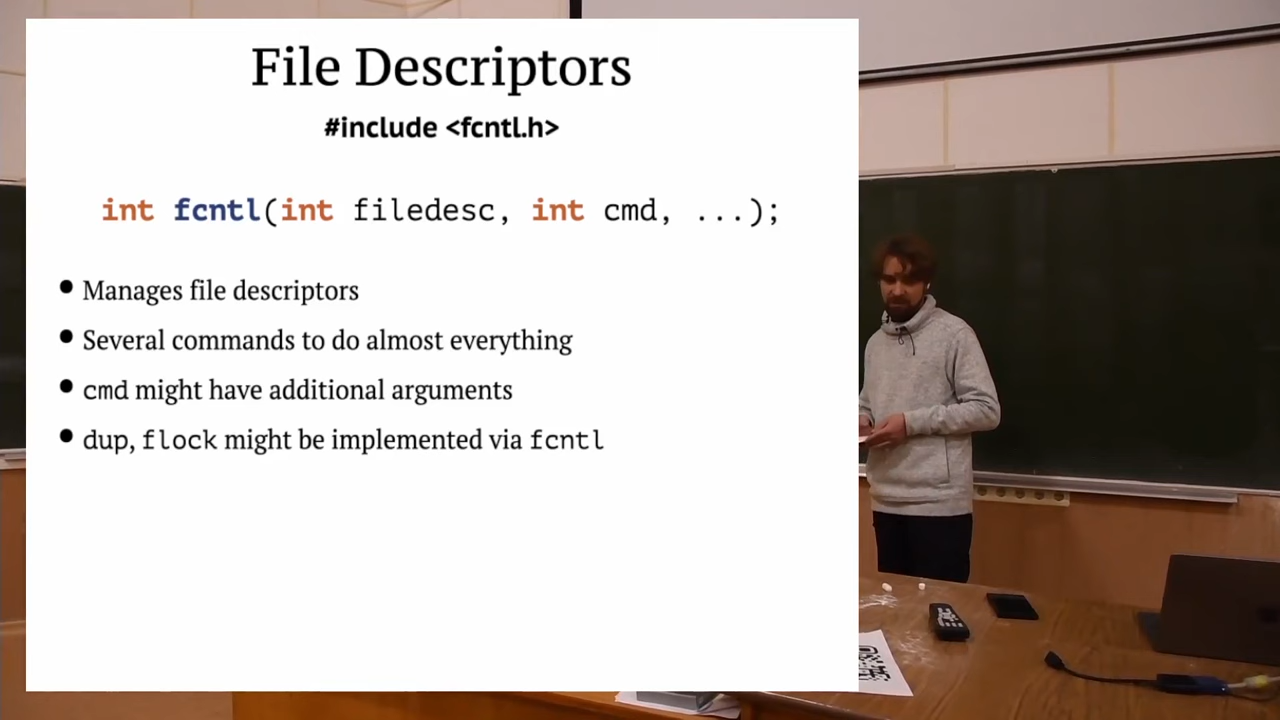 File Descriptors
#include <fcntl.h>
int fcntl(int filedesc, int cmd, ...);
• Manages file descriptors
• Several commands to do almost everything
• cmd might have additional arguments
• dup, flock might be implemented via fcntl